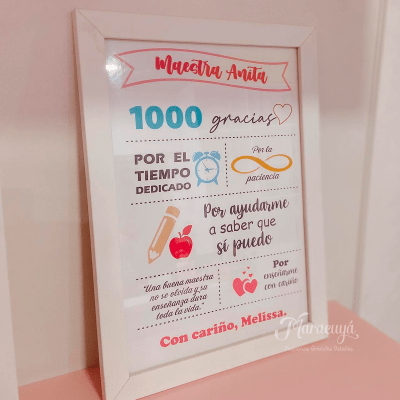 Maestra Anita
1000 gracias
POR EL
TIEMPO
DEDICADO
Por la
paciencia
Por ayudarme
a saber que
sí puedo
"Una buena maestra
no se olvida y su
enseñanza dura
toda la vida."
Por
enseñarme
con cariño
Con cariño, Melissa.
Maracuyá